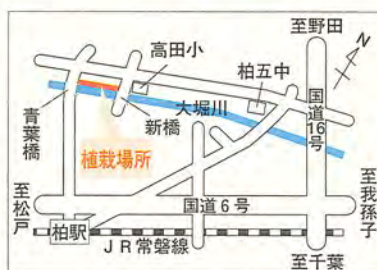 至野田
N
高田小
柏五中
大堀川
国道16号
青葉橋
新橋
植栽場所
至松戸
国道6号
至我孫子
柏駅
JR常磐線
至千葉